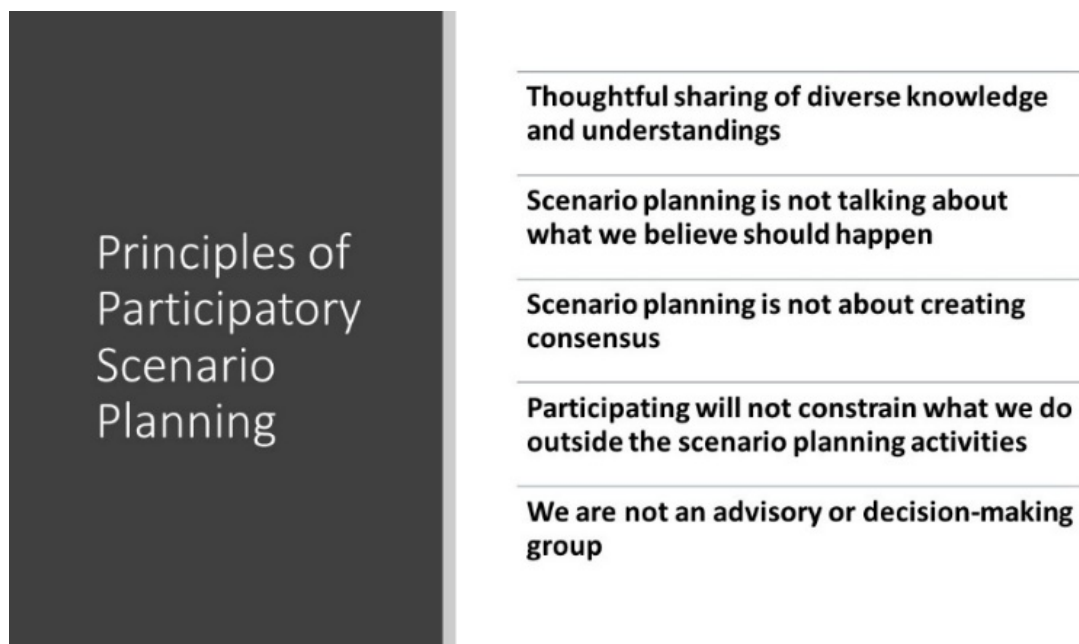 Principles of
Participatory
Scenario
Planning
Thoughtful sharing of diverse knowledge
and understandings
Scenario planning is not talking about
what we believe should happen
Scenario planning is not about creating
consensus
Participating will not constrain what we do
outside the scenario planning activities
We are not an advisory or decision-making
group